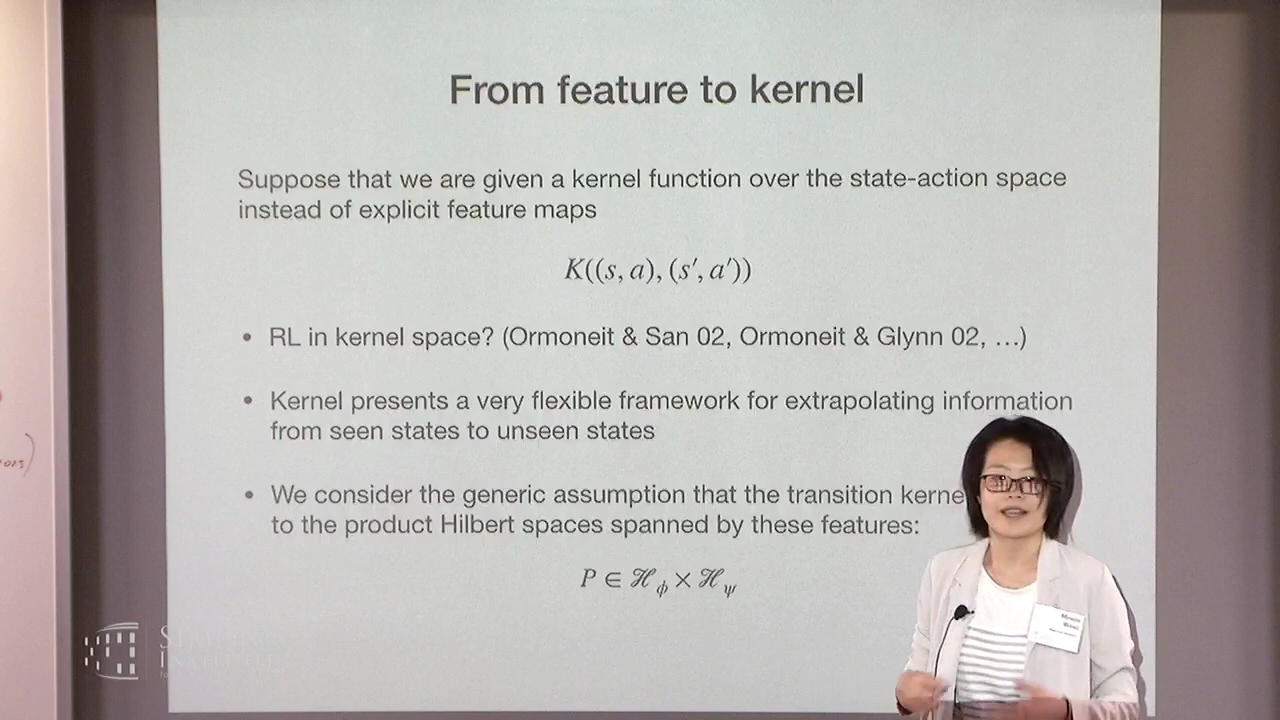 From feature to kernel
Suppose that we are given a kernel function over the state-action space
instead of explicit feature maps
K((s, a), (s′, a′))
• RL in kernel space? (Ormoneit & San 02, Ormoneit & Glynn 02, …)
• Kernel presents a very flexible framework for extrapolating information
from seen states to unseen states
• We consider the generic assumption that the transition kerne
to the product Hilbert spaces spanned by these features:
P ∈ ℋ_ϕ × ℋ_ψ